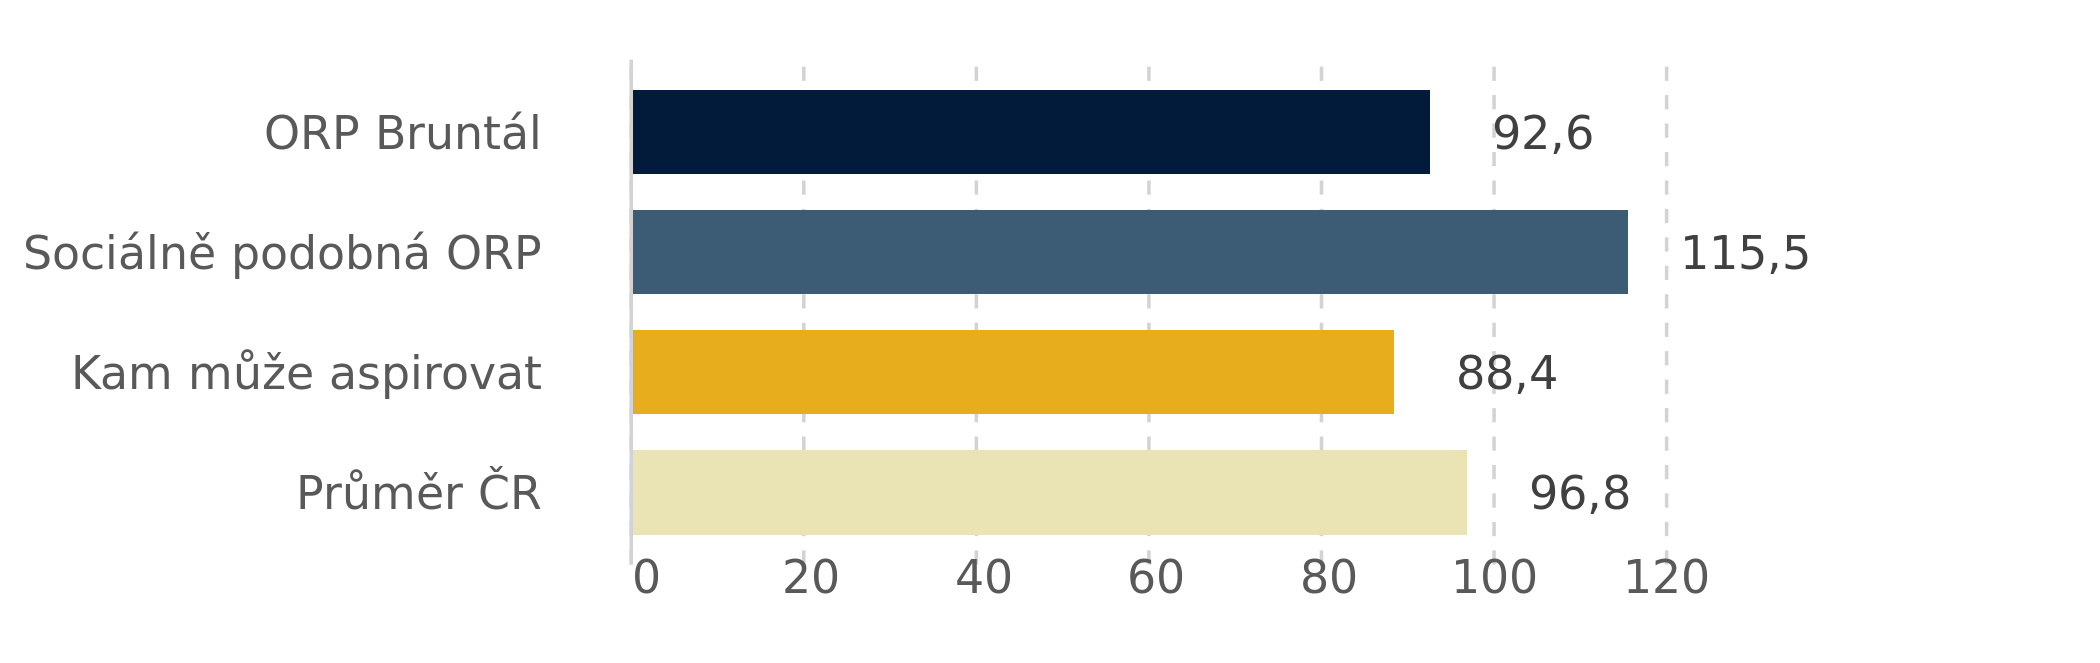 ORP Bruntál 92,6
Sociálně podobná ORP 115,5
Kam může aspirovat 88,4
Průměr ČR 96,8
0 20 40 60 80 100 120